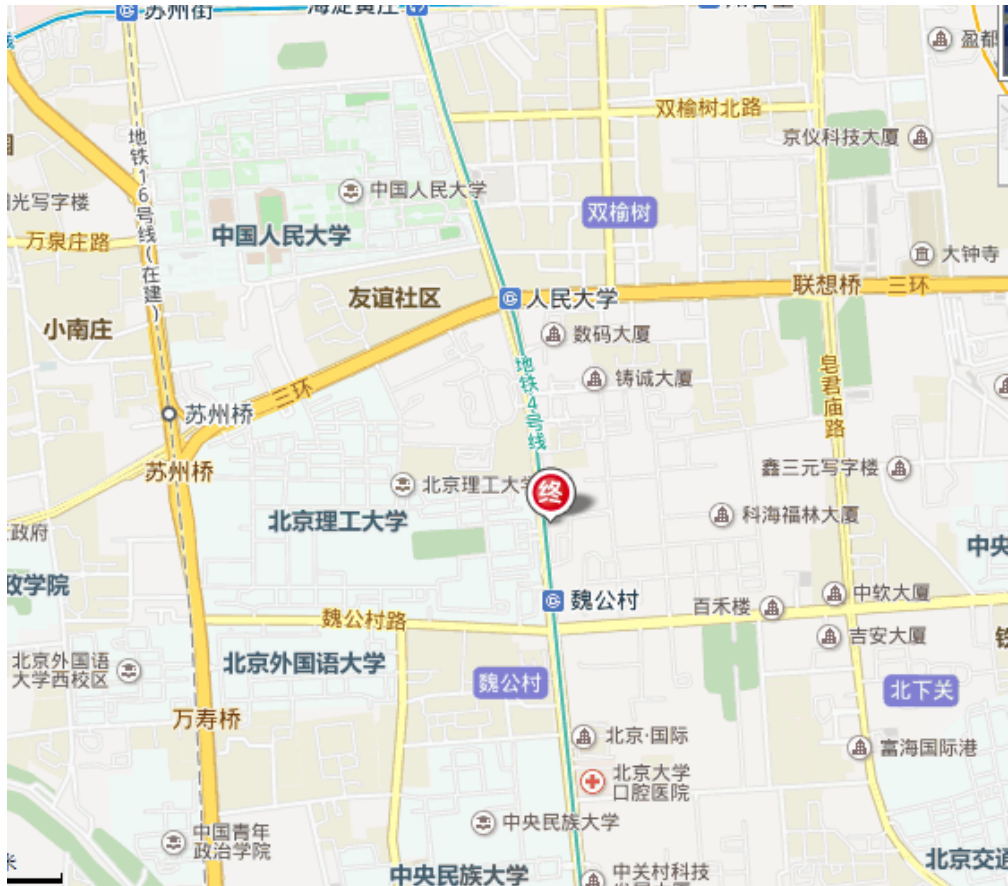 苏州街
海淀黄庄
盈都
双榆树北路
京仪科技大厦
地铁16号线(在建)
中国人民大学
光写字楼
双榆树
中国人民大学
万泉庄路
大钟寺
联想桥
三环
友谊社区
人民大学
小南庄
数码大厦
地铁4号线
铸诚大厦
皂君庙路
三环
苏州桥
苏州桥
鑫三元写字楼
北京理工大学
终
北京理工大学
科海福林大厦
政府
中央
政学院
中软大厦
魏公村
百禾楼
魏公村路
吉安大厦
北京外国语
大学西校区
北京外国语大学
魏公村
北下关
万寿桥
北京·国际
富海国际港
北京大学
口腔医院
中央民族大学
中国青年
政治学院
北京交通
米
中央民族大学
中关村科技